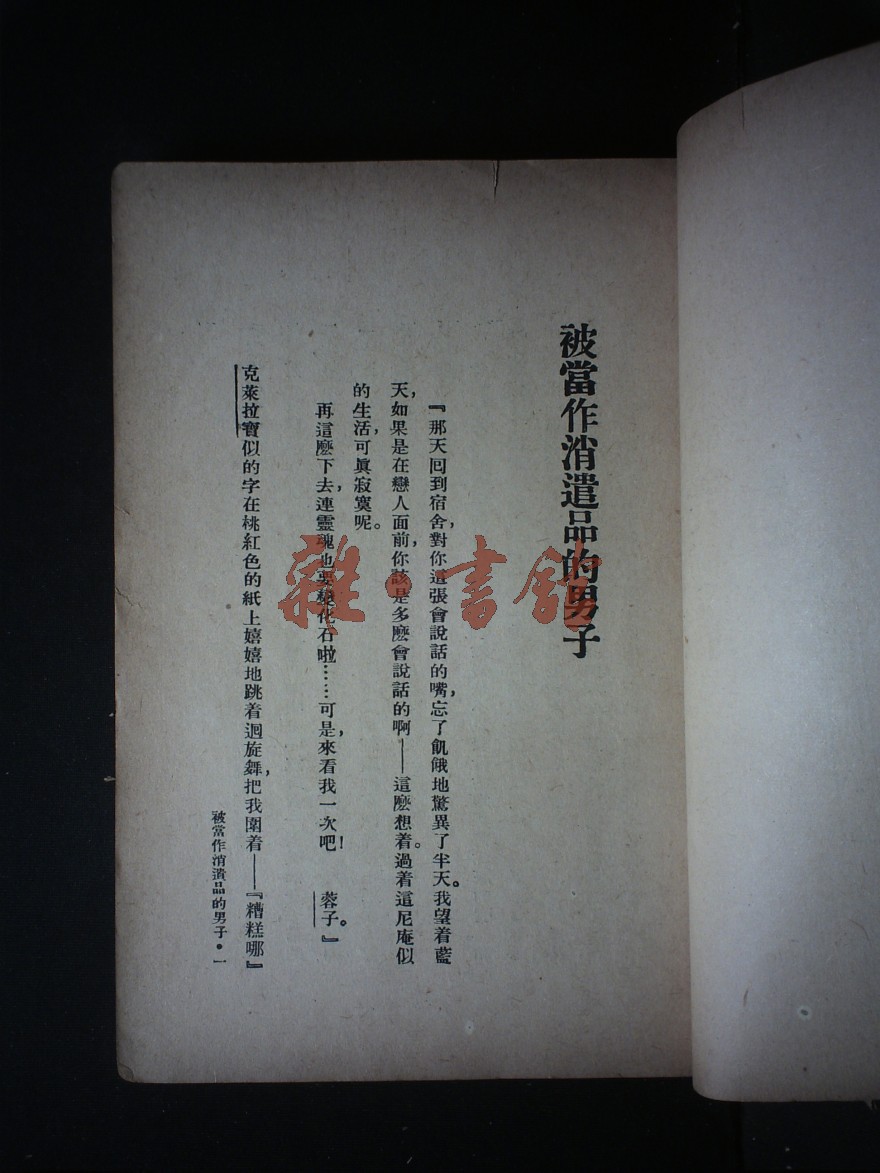 被當作消遣品的男子
『那天回到宿舍，對你這張會說話的嘴，忘了飢餓地驚異了半天。我望着藍
天，如果是在戀人面前，你該是多麽會說話的啊——這麽想着。過着這尼庵似
的生活，可眞寂寞呢。
再這麽下去，連靈魂也要變化石啦……可是，來看我一次吧！
蓉子。』
克萊拉寶似的字在桃紅色的紙上嬉嬉地跳着迴旋舞，把我圍着——『糟糕哪』
被當作消遣品的男子•一
雜•書館